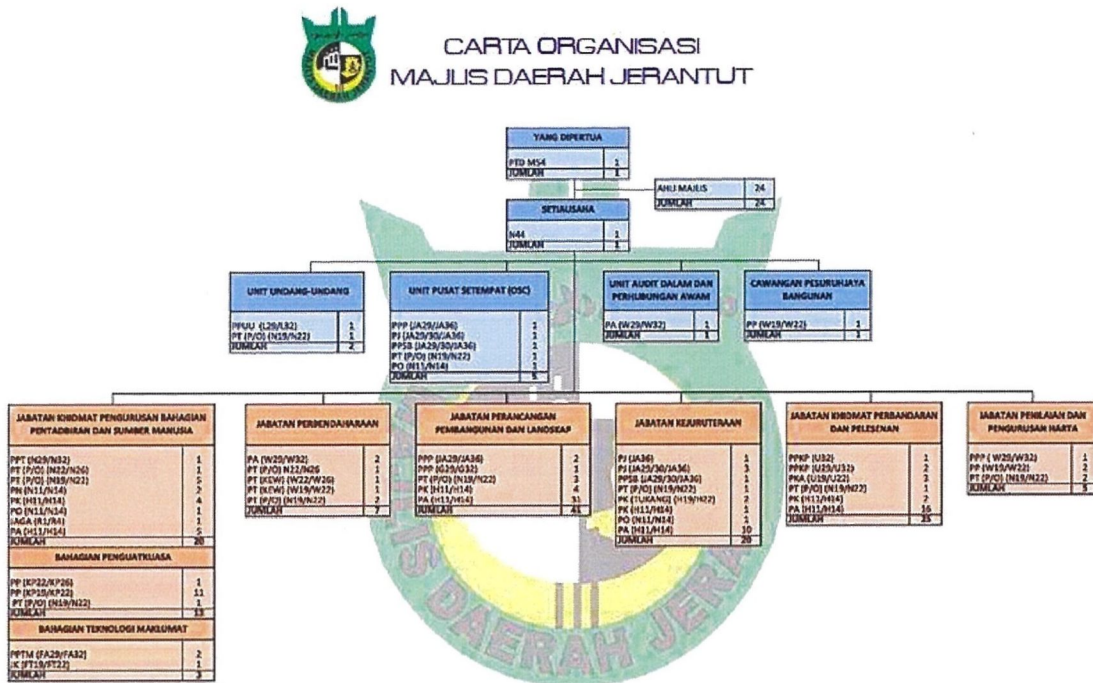 CARTA ORGANISASI
MAJLIS DAERAH JERANTUT
YANG DIPERTUA
PTD M54 1
JUMLAH 1
AHLI MAJLIS 24
JUMLAH 24
SETIAUSAHA
N44 1
JUMLAH 1
UNIT UNDANG-UNDANG
PPUU (L29/L32) 1
PT (P/O) (N19/N22) 1
JUMLAH 2
UNIT PUSAT SETEMPAT (OSC)
PPP (JA29/JA36) 1
PJ (JA29/30/JA36) 1
PPSB (JA29/30/JA36) 1
PT (P/O) (N19/N22) 1
PO (N11/N14) 1
JUMLAH 5
UNIT AUDIT DALAM DAN
PERHUBUNGAN AWAM
PA (W29/W32) 1
JUMLAH 1
CAWANGAN PESURUHJAYA
BANGUNAN
PP (W19/W22) 1
JUMLAH 1
JABATAN KHIDMAT PENGURUSAN BAHAGIAN
PENTADBIRAN DAN SUMBER MANUSIA
PPT (N29/N32) 1
PT (P/O) (N22/N26) 1
PT (P/O) (N19/N22) 5
PN (N11/N14) 2
PK (H11/H14) 1
PO (N11/N14) 1
JAGA (R1/R4) 1
PA (H11/H14)
JUMLAH 20
BAHAGIAN PENGUATKUASA
PP (KP22/KP26) 1
PP (KP19/KP22) 11
PT (P/O) (N19/N22) 1
JUMLAH 13
BAHAGIAN TEKNOLOGI MAKLUMAT
PPTM (FA29/FA32) 2
JK (FT19/FT22) 1
JUMLAH 3
JABATAN PERBENDAHARAAN
PA (W29/W32) 2
PT (P/O) N22/N26 1
PT (KEW) (W22/W26) 1
PT (KEW) (W19/W22) 1
PT (P/O) (N19/N22) 2
JUMLAH 7
JABATAN PERANCANGAN
PEMBANGUNAN DAN LANDSKAP
PPP (JA29/JA36) 2
PPP (G29/G32) 1
PT (P/O) (N19/N22) 3
PK (H11/H14) 4
PA (H11/H14) 31
JUMLAH 41
JABATAN KEJURUTERAAN
PJ (JA36) 1
PJ (JA29/30/JA36) 3
PPSB (JA29/30/JA36) 1
PT (P/O) (N19/N22) 1
PK (TUKANG) (H19/H22) 2
PK (H11/H14) 1
PO (N11/N14) 1
PA (H11/H14) 10
JUMLAH 20
JABATAN KHIDMAT PERBANDARAN
DAN PELESENAN
PPKP (U32) 1
PPKP (U29/U32) 2
PKA (U19/U22) 3
PT (P/O) (N19/N22) 1
PK (H11/H14) 2
PA (H11/H14) 16
JUMLAH 25
JABATAN PENILAIAN DAN
PENGURUSAN HARTA
PPP ( W29/W32) 1
PP (W19/W22) 2
PT (P/O) (N19/N22) 2
JUMLAH 5
MAJLIS DAERAH JERANTUT